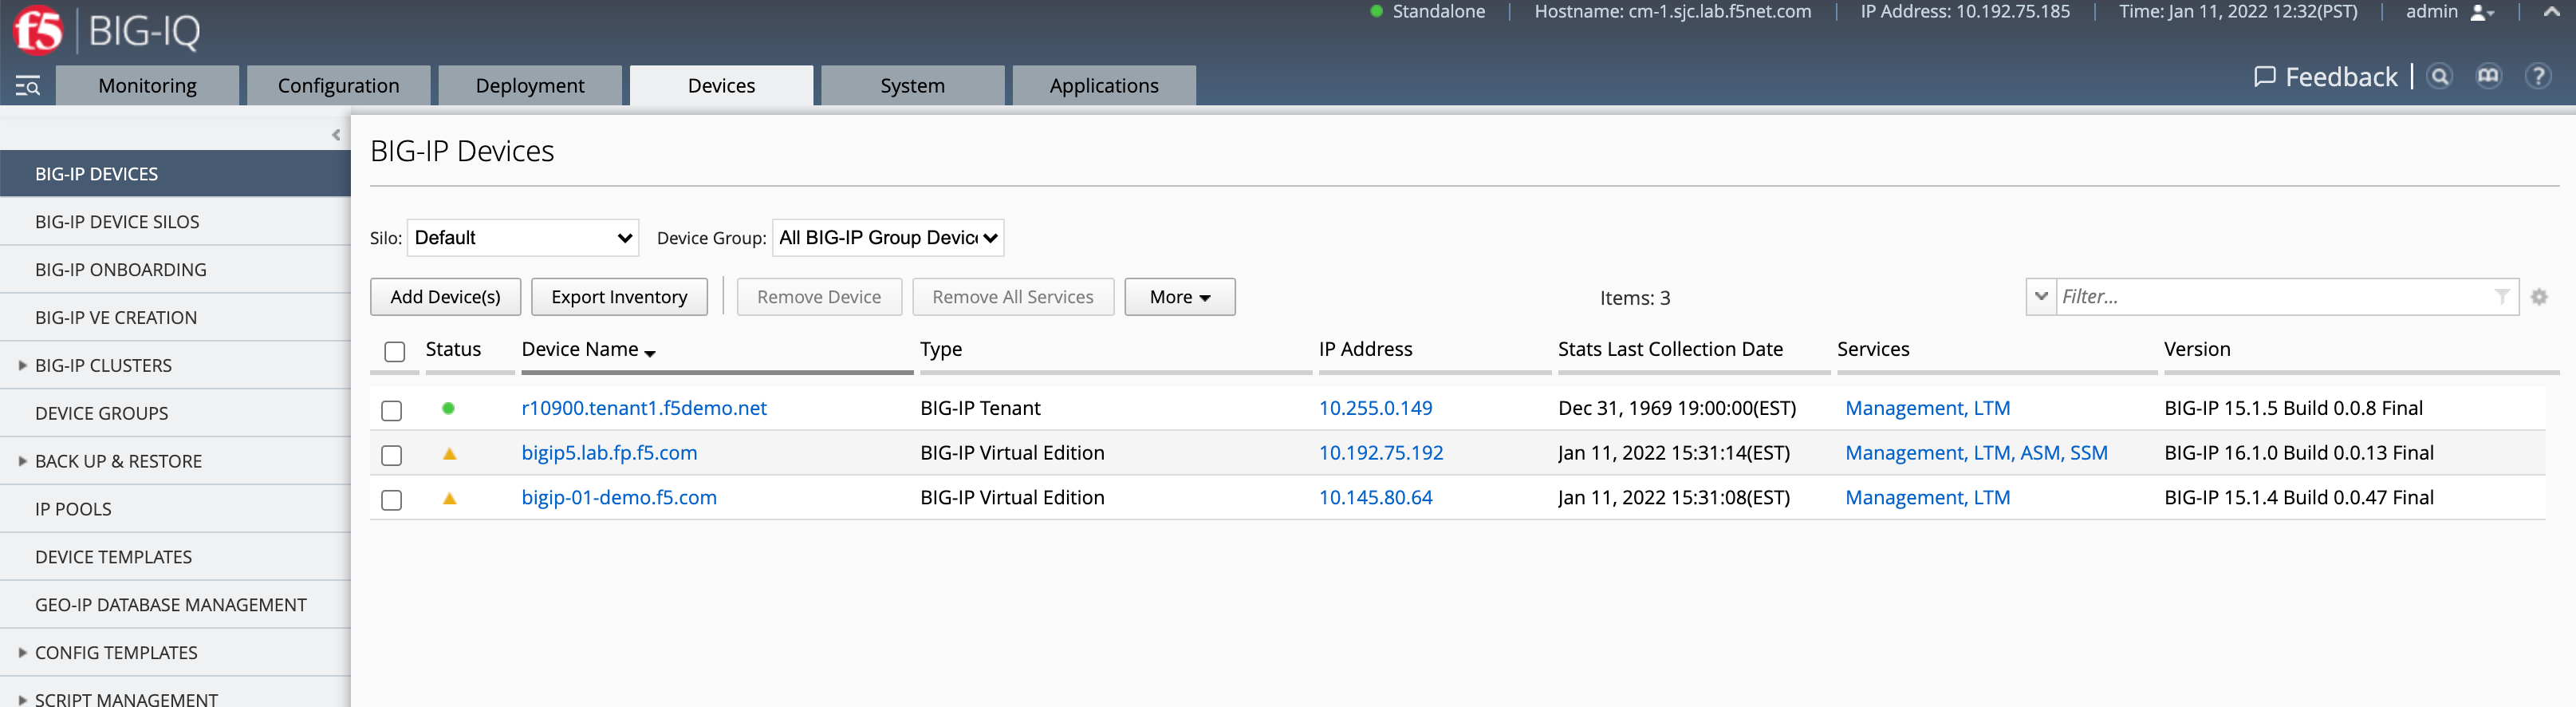 f5 BIG-IQ
Standalone Hostname: cm-1.sjc.lab.f5net.com IP Address: 10.192.75.185 Time: Jan 11, 2022 12:32(PST) admin
Monitoring Configuration Deployment Devices System Applications
Feedback ?
BIG-IP DEVICES
BIG-IP DEVICE SILOS
BIG-IP ONBOARDING
BIG-IP VE CREATION
BIG-IP CLUSTERS
DEVICE GROUPS
BACK UP & RESTORE
IP POOLS
DEVICE TEMPLATES
GEO-IP DATABASE MANAGEMENT
CONFIG TEMPLATES
SCRIPT MANAGEMENT
BIG-IP Devices
Silo: Default Device Group: All BIG-IP Group Device
Add Device(s) Export Inventory Remove Device Remove All Services More Items: 3 Filter...
Status Device Name Type IP Address Stats Last Collection Date Services Version
r10900.tenant1.f5demo.net BIG-IP Tenant 10.255.0.149 Dec 31, 1969 19:00:00(EST) Management, LTM BIG-IP 15.1.5 Build 0.0.8 Final
bigip5.lab.fp.f5.com BIG-IP Virtual Edition 10.192.75.192 Jan 11, 2022 15:31:14(EST) Management, LTM, ASM, SSM BIG-IP 16.1.0 Build 0.0.13 Final
bigip-01-demo.f5.com BIG-IP Virtual Edition 10.145.80.64 Jan 11, 2022 15:31:08(EST) Management, LTM BIG-IP 15.1.4 Build 0.0.47 Final